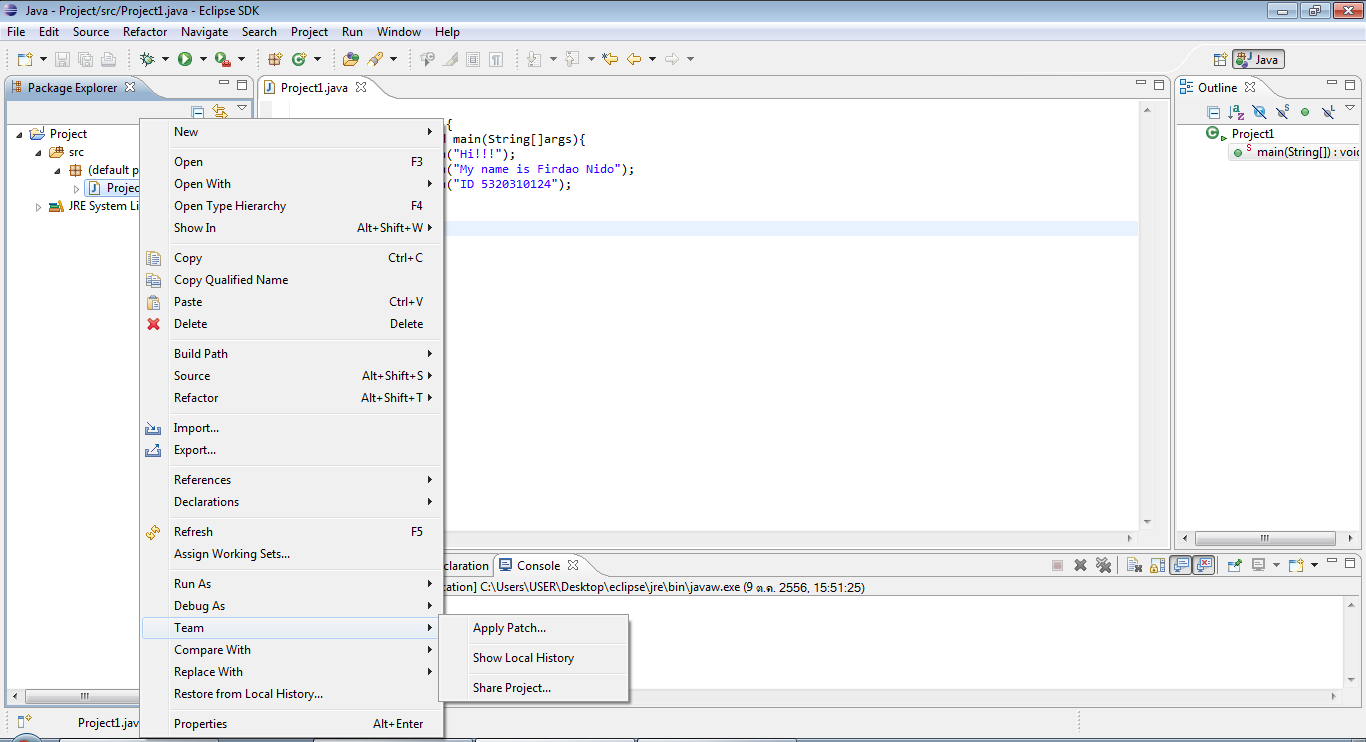 Java - Project/src/Project1.java - Eclipse SDK
File Edit Source Refactor Navigate Search Project Run Window Help
Java
Package Explorer
Project
src
(default p
Projec
JRE System Li
Project1.java
{
main(String[]args){
("Hi!!!");
("My name is Firdao Nido");
("ID 5320310124");
Outline
Project1
main(String[]) : voic
New
Open F3
Open With
Open Type Hierarchy F4
Show In Alt+Shift+W
Copy Ctrl+C
Copy Qualified Name
Paste Ctrl+V
Delete Delete
Build Path
Source Alt+Shift+S
Refactor Alt+Shift+T
Import...
Export...
References
Declarations
Refresh F5
Assign Working Sets...
Run As
Debug As
Team
Compare With
Replace With
Restore from Local History...
Properties Alt+Enter
Apply Patch...
Show Local History
Share Project...
claration Console
ation] C:\Users\USER\Desktop\eclipse\jre\bin\javaw.exe (9 ต.ค. 2556, 15:51:25)
Project1.jav